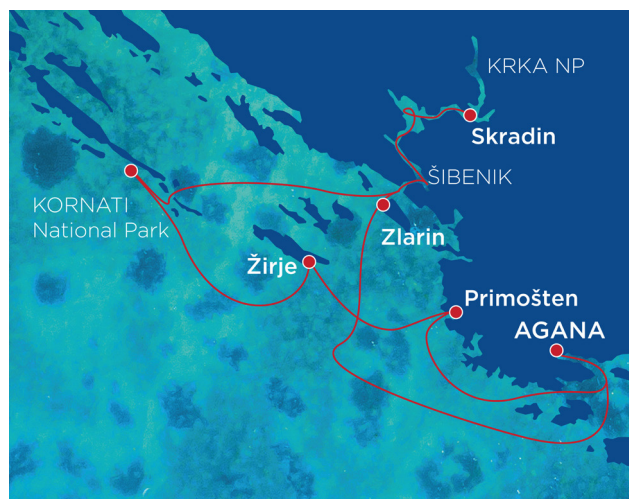 KRKA NP
Skradin
ŠIBENIK
KORNATI
National Park
Zlarin
Žirje
Primošten
AGANA